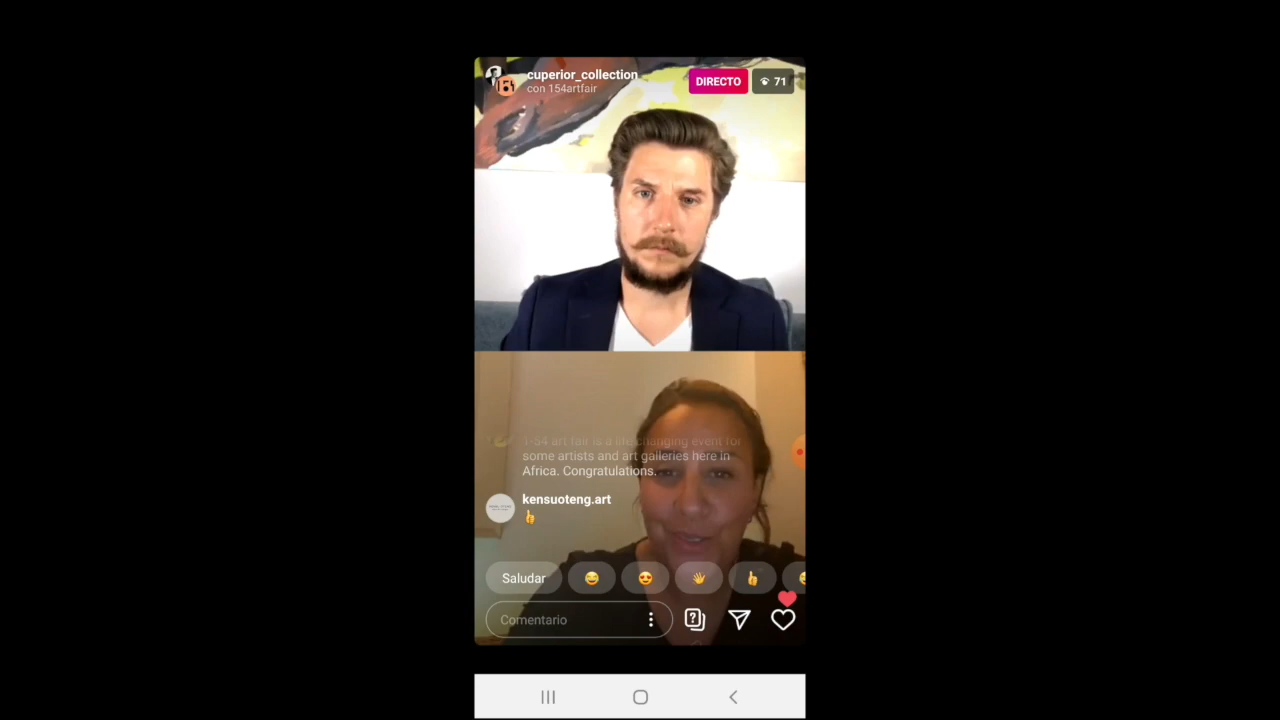 cuperior_collection
con 154artfair
DIRECTO
71
1-54 art fair is a life changing event for
some artists and art galleries here in
Africa. Congratulations.
kensuoteng.art
Saludar
Comentario